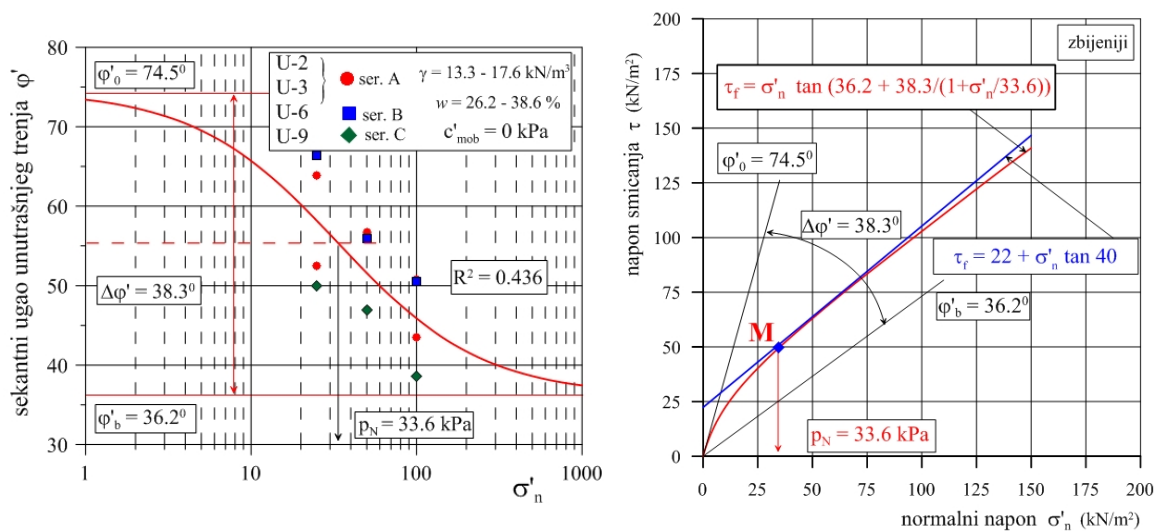 80
70
60
50
40
30
1
10
100
1000
sekantni ugao unutrašnjeg trenja φ'
φ'0 = 74.5⁰
U-2
U-3
U-6
U-9
ser. A
ser. B
ser. C
γ = 13.3 - 17.6 kN/m³
w = 26.2 - 38.6 %
c'mob = 0 kPa
R² = 0.436
Δφ' = 38.3⁰
φ'b = 36.2⁰
pN = 33.6 kPa
σ'n
200
175
150
125
100
75
50
25
0
napon smicanja τ (kN/m²)
zbijeniji
τf = σ'n tan (36.2 + 38.3/(1+σ'n/33.6))
φ'0 = 74.5⁰
Δφ' = 38.3⁰
τf = 22 + σ'n tan 40
φ'b = 36.2⁰
M
pN = 33.6 kPa
0 25 50 75 100 125 150 175 200
normalni napon σ'n (kN/m²)